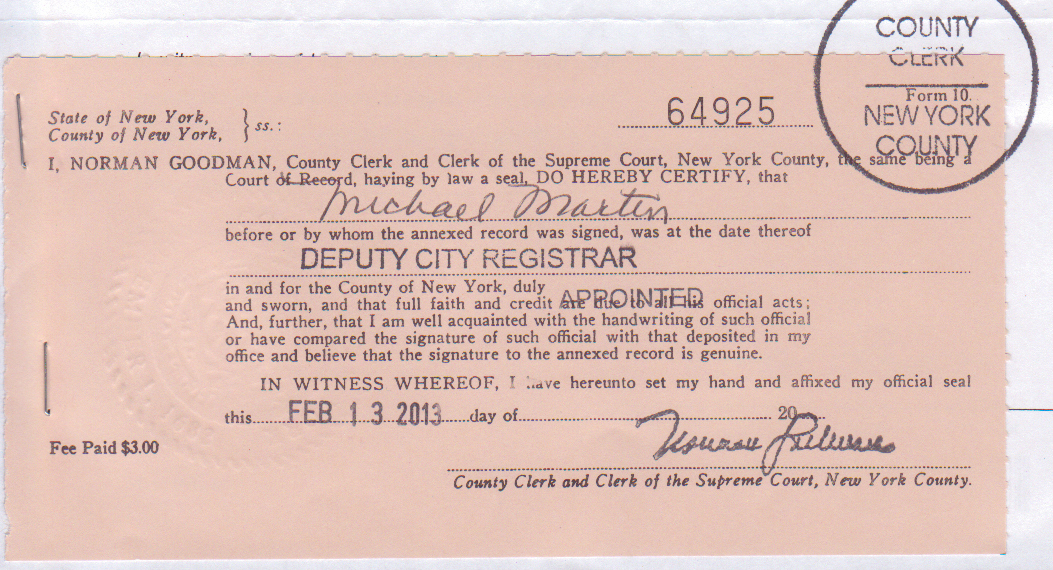 COUNTY
CLERK
Form 10.
NEW YORK
COUNTY
State of New York,
County of New York, } ss.:
64925
I, NORMAN GOODMAN, County Clerk and Clerk of the Supreme Court, New York County, the same being a
Court of Record, having by law a seal, DO HEREBY CERTIFY, that
Michael Martin
before or by whom the annexed record was signed, was at the date thereof
DEPUTY CITY REGISTRAR
in and for the County of New York, duly APPOINTED
and sworn, and that full faith and credit are due to all his official acts;
And, further, that I am well acquainted with the handwriting of such official
or have compared the signature of such official with that deposited in my
office and believe that the signature to the annexed record is genuine.
IN WITNESS WHEREOF, I have hereunto set my hand and affixed my official seal
this FEB 13 2013 day of 20
Fee Paid $3.00
Norman Goodman
County Clerk and Clerk of the Supreme Court, New York County.